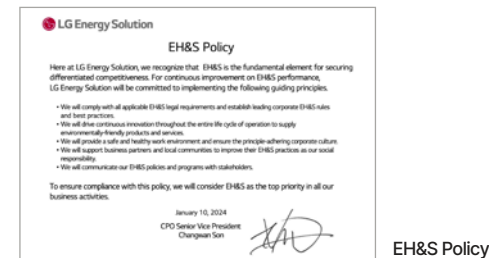 LG Energy Solution
EH&S Policy
Here at LG Energy Solution, we recognize that EH&S is the fundamental element for securing
differentiated competitiveness. For continuous improvement on EH&S performance,
LG Energy Solution will be committed to implementing the following guiding principles.
• We will comply with all applicable EH&S legal requirements and establish leading corporate EH&S rules
and best practices.
• We will drive continuous innovation throughout the entire life cycle of operation to supply
environmentally-friendly products and services.
• We will provide a safe and healthy work environment and ensure the principle-adhering corporate culture.
• We will support business partners and local communities to improve their EH&S practices as our social
responsibility.
• We will communicate our EH&S policies and programs with stakeholders.
To ensure compliance with this policy, we will consider EH&S as the top priority in all our
business activities.
January 10, 2024
CPO Senior Vice President
Changwan Son
EH&S Policy